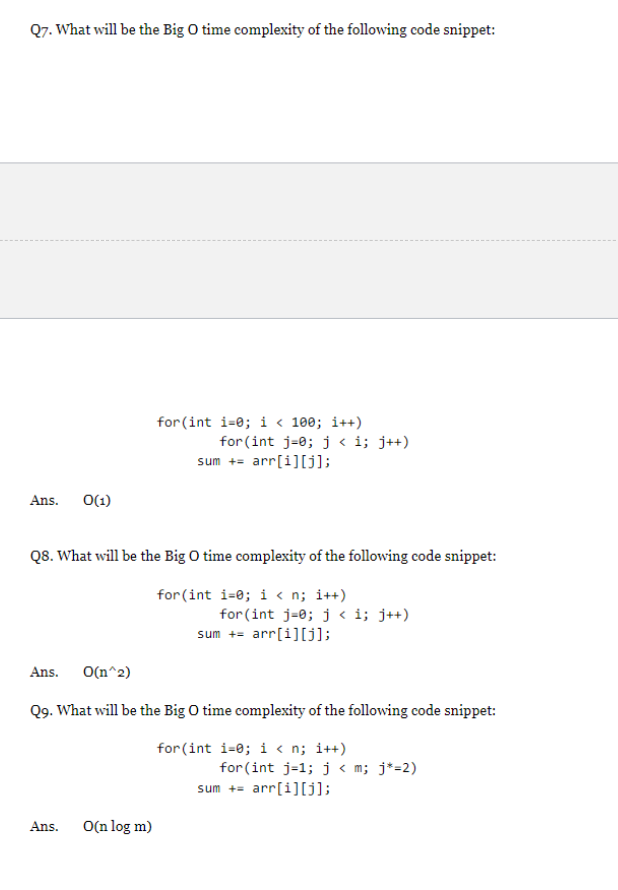 Q7. What will be the Big O time complexity of the following code snippet:
for(int i=0; i < 100; i++)
for(int j=0; j < i; j++)
sum += arr[i][j];
Ans. O(1)
Q8. What will be the Big O time complexity of the following code snippet:
for(int i=0; i < n; i++)
for(int j=0; j < i; j++)
sum += arr[i][j];
Ans. O(n^2)
Q9. What will be the Big O time complexity of the following code snippet:
for(int i=0; i < n; i++)
for(int j=1; j < m; j*=2)
sum += arr[i][j];
Ans. O(n log m)